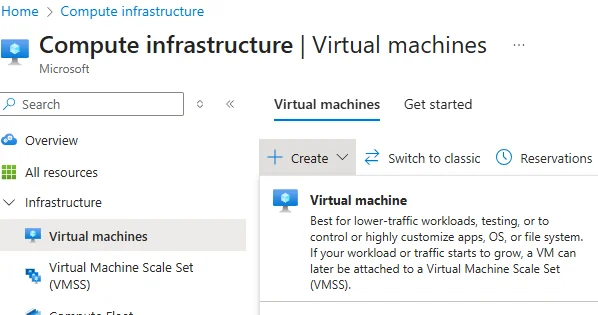 Home > Compute infrastructure
Compute infrastructure | Virtual machines ...
Microsoft
Search
Virtual machines Get started
Overview
All resources
Infrastructure
Virtual machines
Virtual Machine Scale Set
(VMSS)
Compute Fleet
Create Switch to classic Reservations
Virtual machine
Best for lower-traffic workloads, testing, or to
control or highly customize apps, OS, or file system.
If your workload or traffic starts to grow, a VM can
later be attached to a Virtual Machine Scale Set
(VMSS).